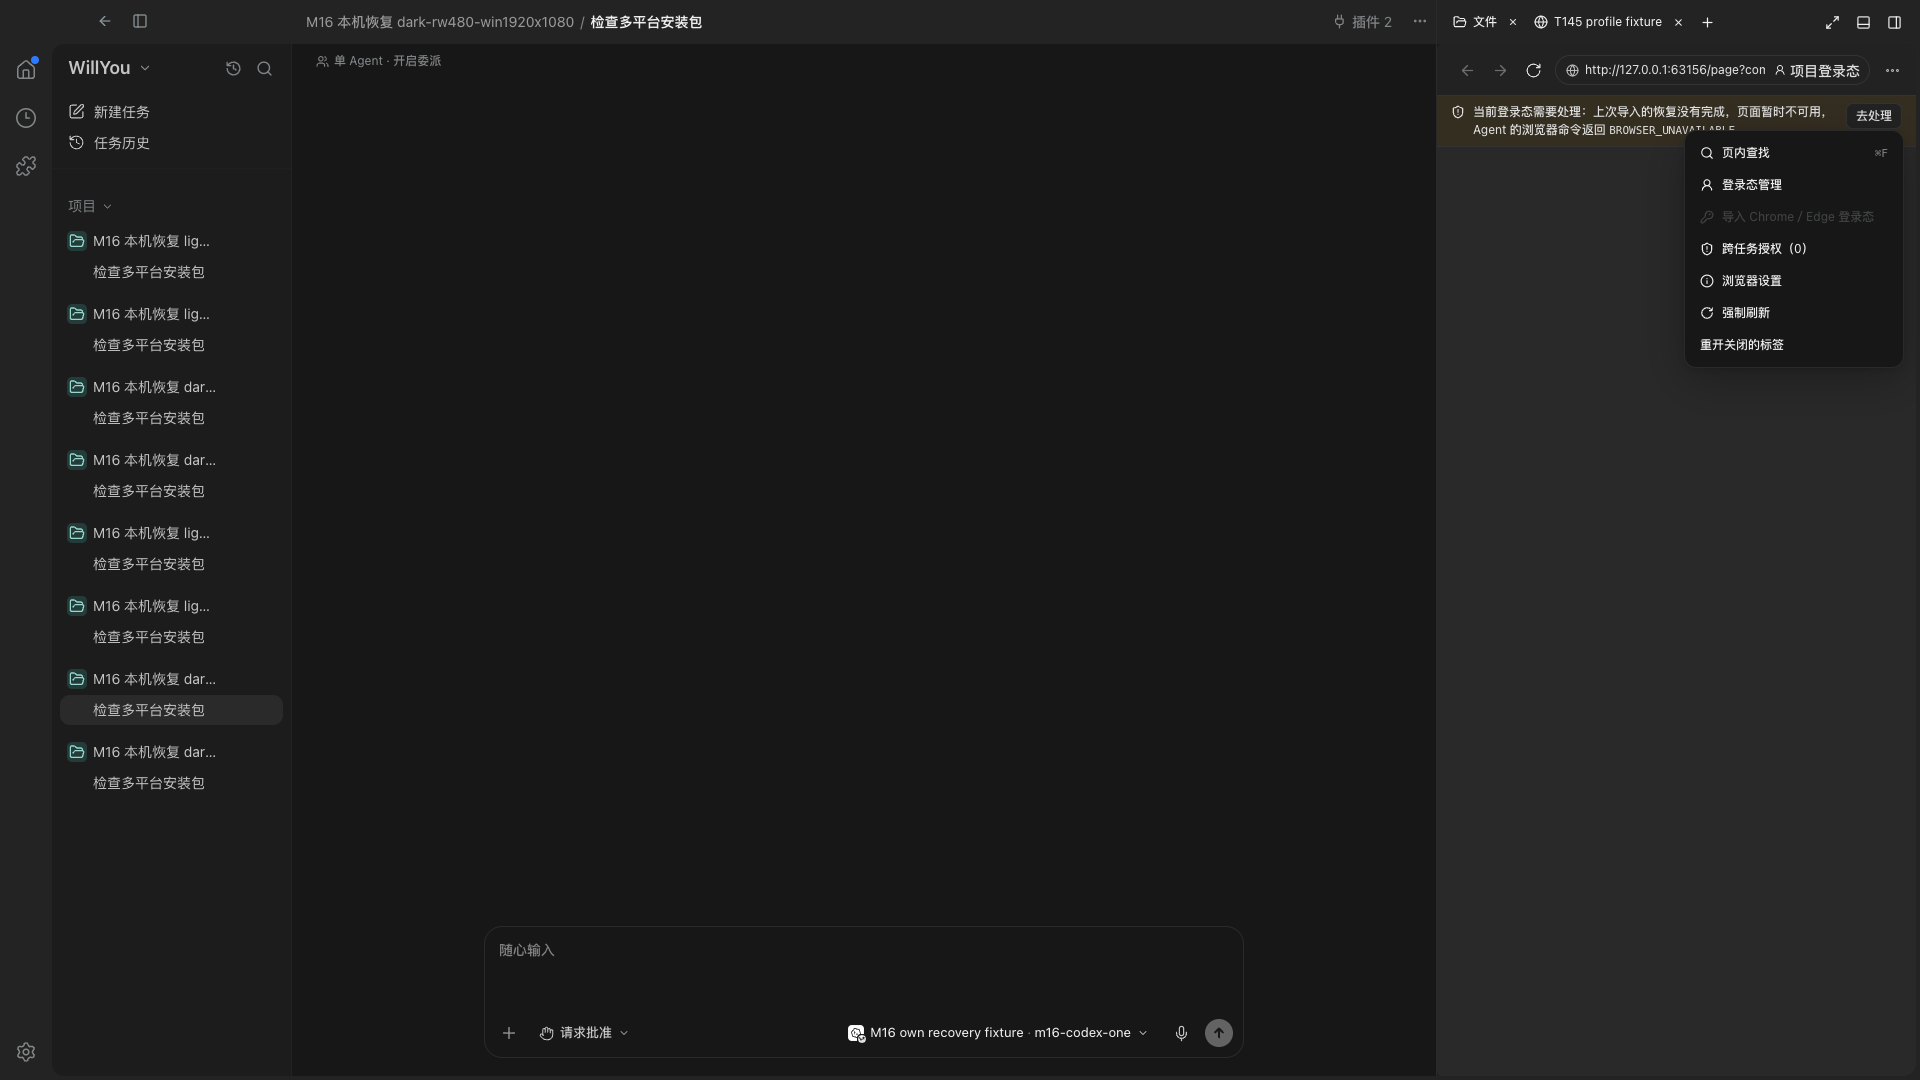 M16 本机恢复 dark-rw480-win1920x1080 / 检查多平台安装包
插件 2
文件
T145 profile fixture
WillYou
新建任务
任务历史
项目
M16 本机恢复 lig...
检查多平台安装包
M16 本机恢复 lig...
检查多平台安装包
M16 本机恢复 dar...
检查多平台安装包
M16 本机恢复 dar...
检查多平台安装包
M16 本机恢复 lig...
检查多平台安装包
M16 本机恢复 lig...
检查多平台安装包
M16 本机恢复 dar...
检查多平台安装包
M16 本机恢复 dar...
检查多平台安装包
单 Agent · 开启委派
随心输入
请求批准
M16 own recovery fixture · m16-codex-one
http://127.0.0.1:63156/page?con
项目登录态
当前登录态需要处理：上次导入的恢复没有完成，页面暂时不可用，
Agent 的浏览器命令返回 BROWSER_UNAVAILABLE
去处理
页内查找 ⌘F
登录态管理
导入 Chrome / Edge 登录态
跨任务授权（0）
浏览器设置
强制刷新
重开关闭的标签